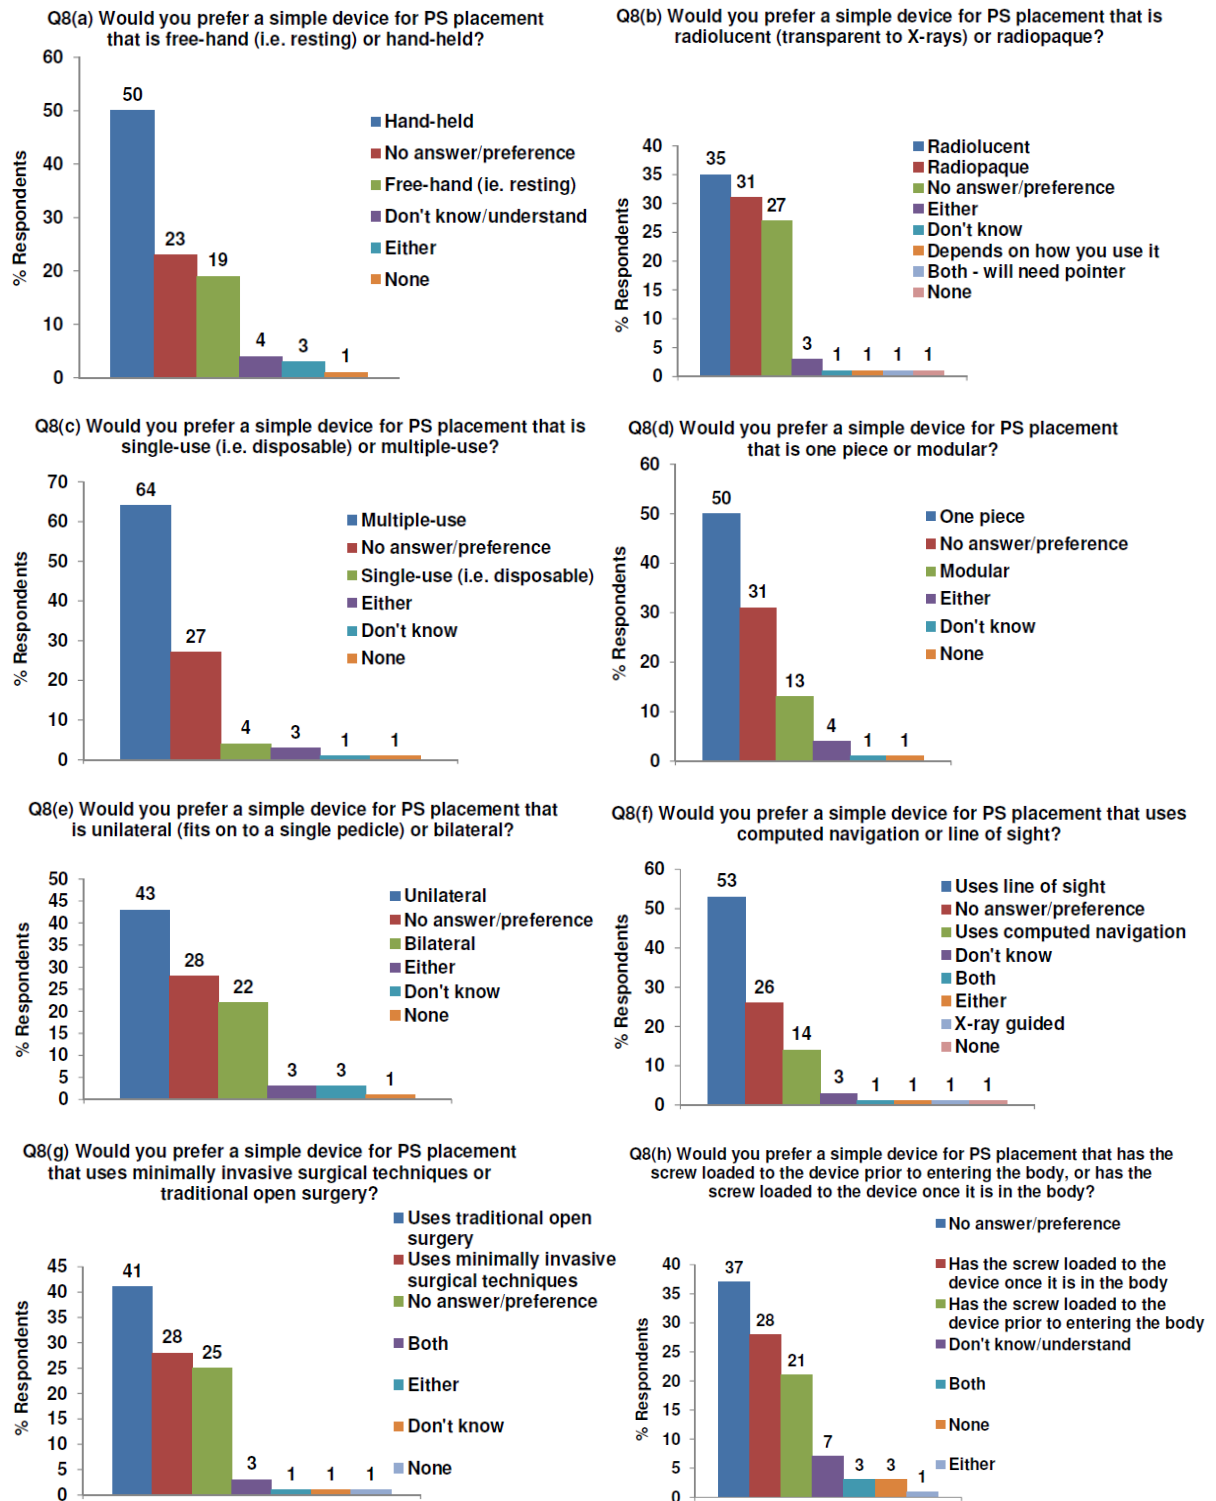 Q8(a) Would you prefer a simple device for PS placement
that is free-hand (i.e. resting) or hand-held?
60
50
40
30
20
10
0
% Respondents
50
23
19
4
3
1
Hand-held
No answer/preference
Free-hand (ie. resting)
Don't know/understand
Either
None
Q8(b) Would you prefer a simple device for PS placement that is
radiolucent (transparent to X-rays) or radiopaque?
40
35
30
25
20
15
10
5
0
% Respondents
35
31
27
3
1
1
1
1
Radiolucent
Radiopaque
No answer/preference
Either
Don't know
Depends on how you use it
Both - will need pointer
None
Q8(c) Would you prefer a simple device for PS placement that is
single-use (i.e. disposable) or multiple-use?
70
60
50
40
30
20
10
0
% Respondents
64
27
4
3
1
1
Multiple-use
No answer/preference
Single-use (i.e. disposable)
Either
Don't know
None
Q8(d) Would you prefer a simple device for PS placement
that is one piece or modular?
60
50
40
30
20
10
0
% Respondents
50
31
13
4
1
1
One piece
No answer/preference
Modular
Either
Don't know
None
Q8(e) Would you prefer a simple device for PS placement that
is unilateral (fits on to a single pedicle) or bilateral?
50
45
40
35
30
25
20
15
10
5
0
% Respondents
43
28
22
3
3
1
Unilateral
No answer/preference
Bilateral
Either
Don't know
None
Q8(f) Would you prefer a simple device for PS placement that uses
computed navigation or line of sight?
60
50
40
30
20
10
0
% Respondents
53
26
14
3
1
1
1
1
Uses line of sight
No answer/preference
Uses computed navigation
Don't know
Both
Either
X-ray guided
None
Q8(g) Would you prefer a simple device for PS placement
that uses minimally invasive surgical techniques or
traditional open surgery?
45
40
35
30
25
20
15
10
5
0
% Respondents
41
28
25
3
1
1
1
Uses traditional open
surgery
Uses minimally invasive
surgical techniques
No answer/preference
Both
Either
Don't know
None
Q8(h) Would you prefer a simple device for PS placement that has the
screw loaded to the device prior to entering the body, or has the
screw loaded to the device once it is in the body?
40
35
30
25
20
15
10
5
0
% Respondents
37
28
21
7
3
3
1
No answer/preference
Has the screw loaded to the
device once it is in the body
Has the screw loaded to the
device prior to entering the body
Don't know/understand
Both
None
Either